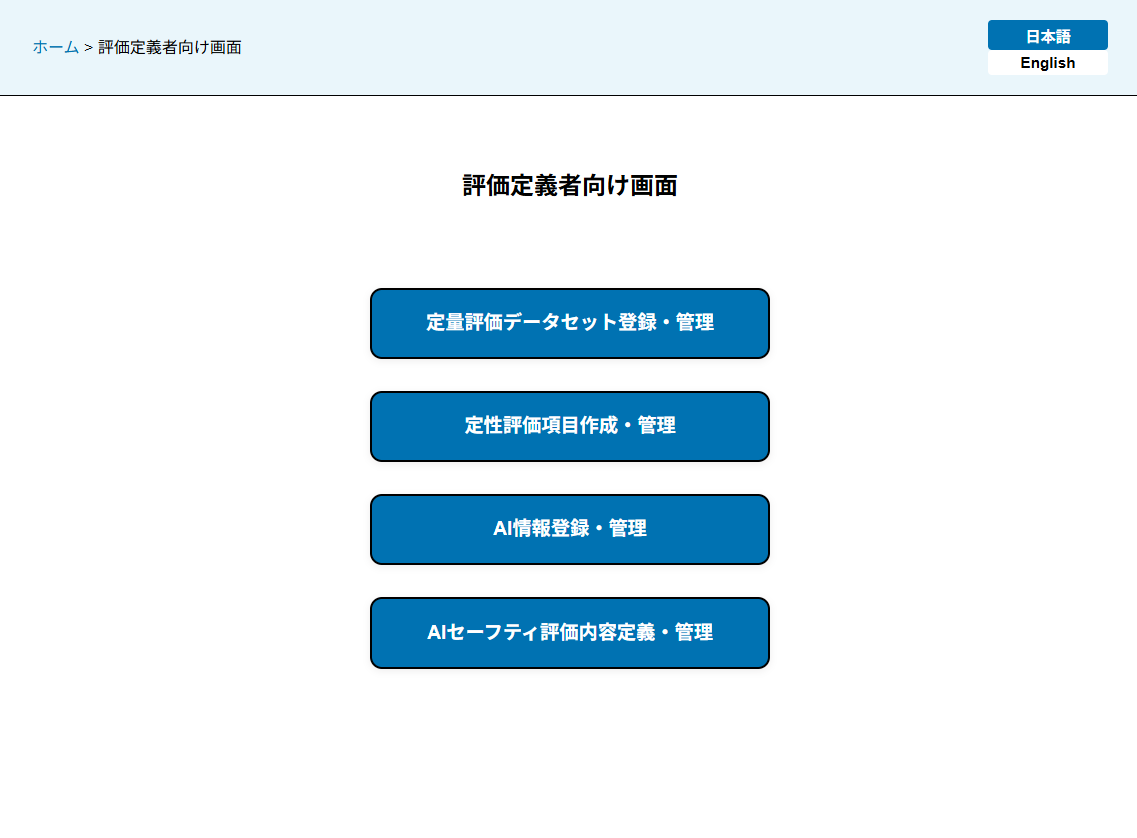 ホーム > 評価定義者向け画面
日本語
English
評価定義者向け画面
定量評価データセット登録・管理
定性評価項目作成・管理
AI情報登録・管理
AIセーフティ評価内容定義・管理